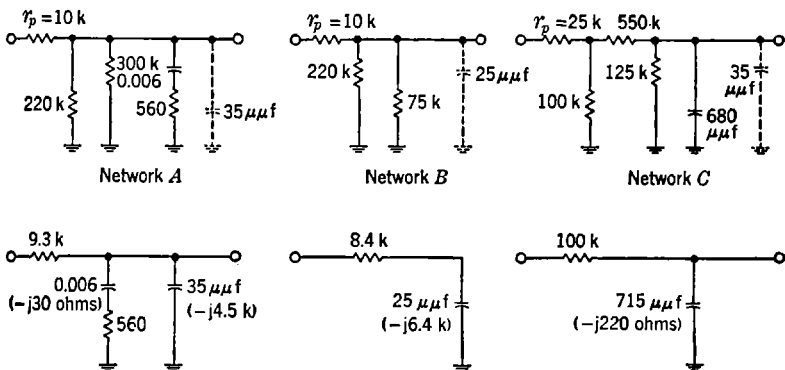 r_p = 10 k
220 k
300 k
0.006
560
35 μμf
Network A
r_p = 10 k
220 k
75 k
25 μμf
Network B
r_p = 25 k
550 k
100 k
125 k
680 μμf
35 μμf
Network C
9.3 k
0.006
(−j30 ohms)
560
35 μμf
(−j4.5 k)
8.4 k
25 μμf
(−j6.4 k)
100 k
715 μμf
(−j220 ohms)